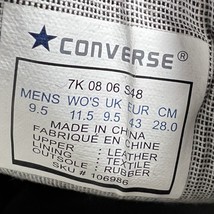 CONVERSE®
7K 08 06 S48
MENS WO'S UK EUR CM
9.5 11.5 9.5 43 28.0
MADE IN CHINA
FABRIQUÉ EN CHINE
UPPER : LEATHER
LINING : TEXTILE
OUTSOLE : RUBBER
SKU # 106986